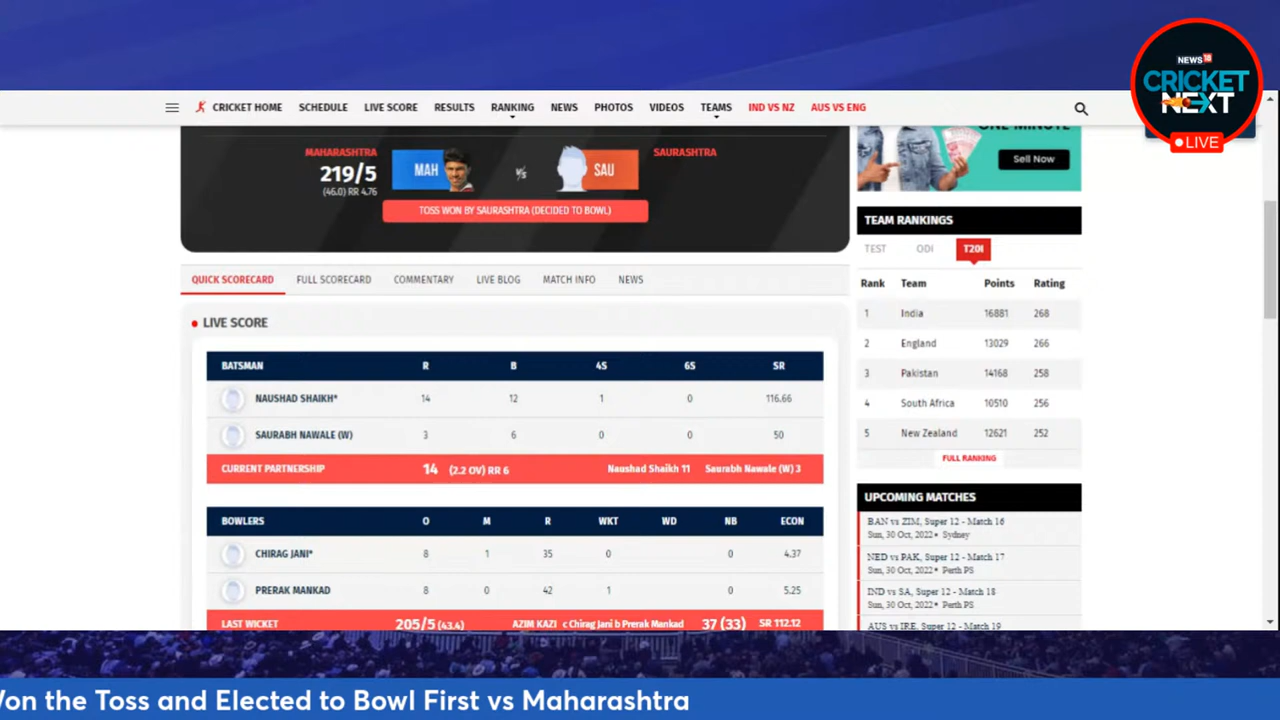 NEWS18
CRICKET
NEXT
LIVE
CRICKET HOME SCHEDULE LIVE SCORE RESULTS RANKING NEWS PHOTOS VIDEOS TEAMS IND VS NZ AUS VS ENG
MAHARASHTRA
219/5
(46.0) RR 4.76
MAH
V/S
SAU
SAURASHTRA
TOSS WON BY SAURASHTRA (DECIDED TO BOWL)
ONE MINUTE
Sell Now
QUICK SCORECARD FULL SCORECARD COMMENTARY LIVE BLOG MATCH INFO NEWS
LIVE SCORE
BATSMAN R B 4S 6S SR
NAUSHAD SHAIKH* 14 12 1 0 116.66
SAURABH NAWALE (W) 3 6 0 0 50
CURRENT PARTNERSHIP 14 (2.2 OV) RR 6 Naushad Shaikh 11 Saurabh Nawale (W) 3
BOWLERS O M R WKT WD NB ECON
CHIRAG JANI* 8 1 35 0 0 4.37
PRERAK MANKAD 8 0 42 1 0 5.25
LAST WICKET 205/5 (43.4) AZIM KAZI c Chirag Jani b Prerak Mankad 37 (33) SR 112.12
TEAM RANKINGS
TEST ODI T20I
Rank Team Points Rating
1 India 16881 268
2 England 13029 266
3 Pakistan 14168 258
4 South Africa 10510 256
5 New Zealand 12621 252
FULL RANKING
UPCOMING MATCHES
BAN vs ZIM, Super 12 - Match 16
Sun, 30 Oct, 2022• Sydney
NED vs PAK, Super 12 - Match 17
Sun, 30 Oct, 2022• Perth PS
IND vs SA, Super 12 - Match 18
Sun, 30 Oct, 2022• Perth PS
AUS vs IRE, Super 12 - Match 19
Won the Toss and Elected to Bowl First vs Maharashtra